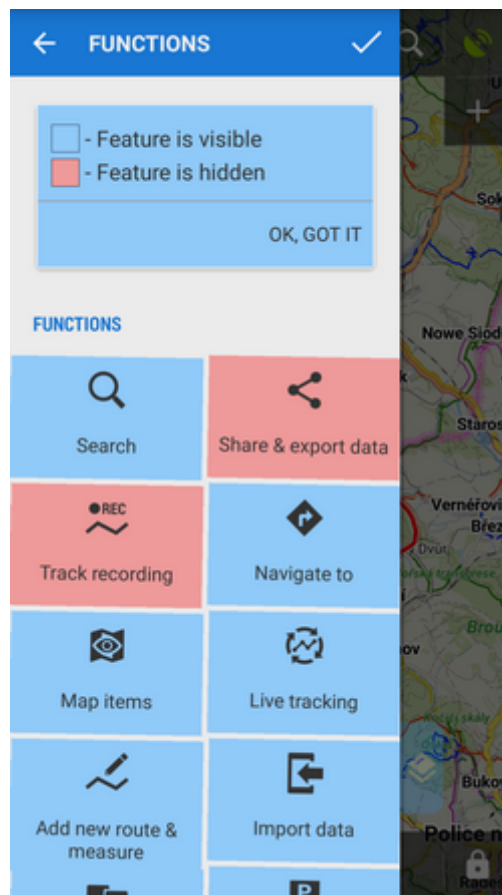 FUNCTIONS
- Feature is visible
- Feature is hidden
OK, GOT IT
FUNCTIONS
Search
Share & export data
REC
Track recording
Navigate to
Map items
Live tracking
Add new route &
measure
Import data
P
Sok
Nowe Siod
Staros
Vernéřovi
Břez
Dvůr
Brou
ov
Bukov
Police n